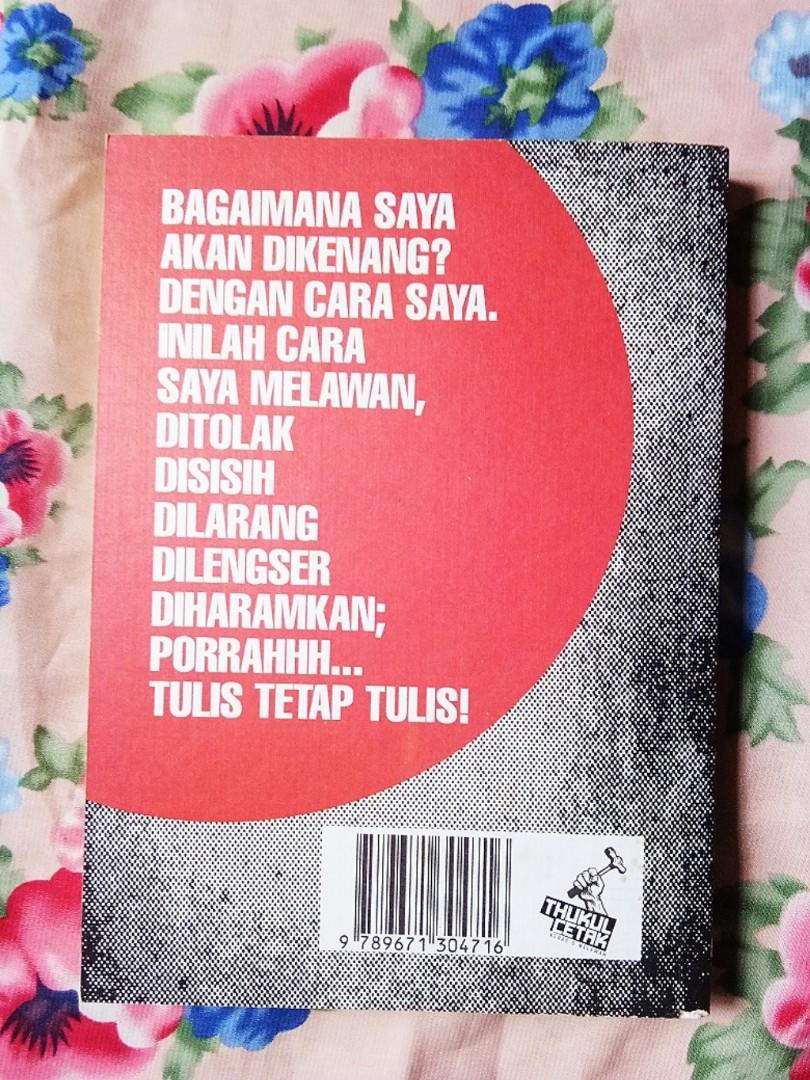 BAGAIMANA SAYA
AKAN DIKENANG?
DENGAN CARA SAYA.
INILAH CARA
SAYA MELAWAN,
DITOLAK
DISISIH
DILARANG
DILENGSER
DIHARAMKAN;
PORRAHHH...
TULIS TETAP TULIS!
9 789671 304716
THUKUL
CETAK